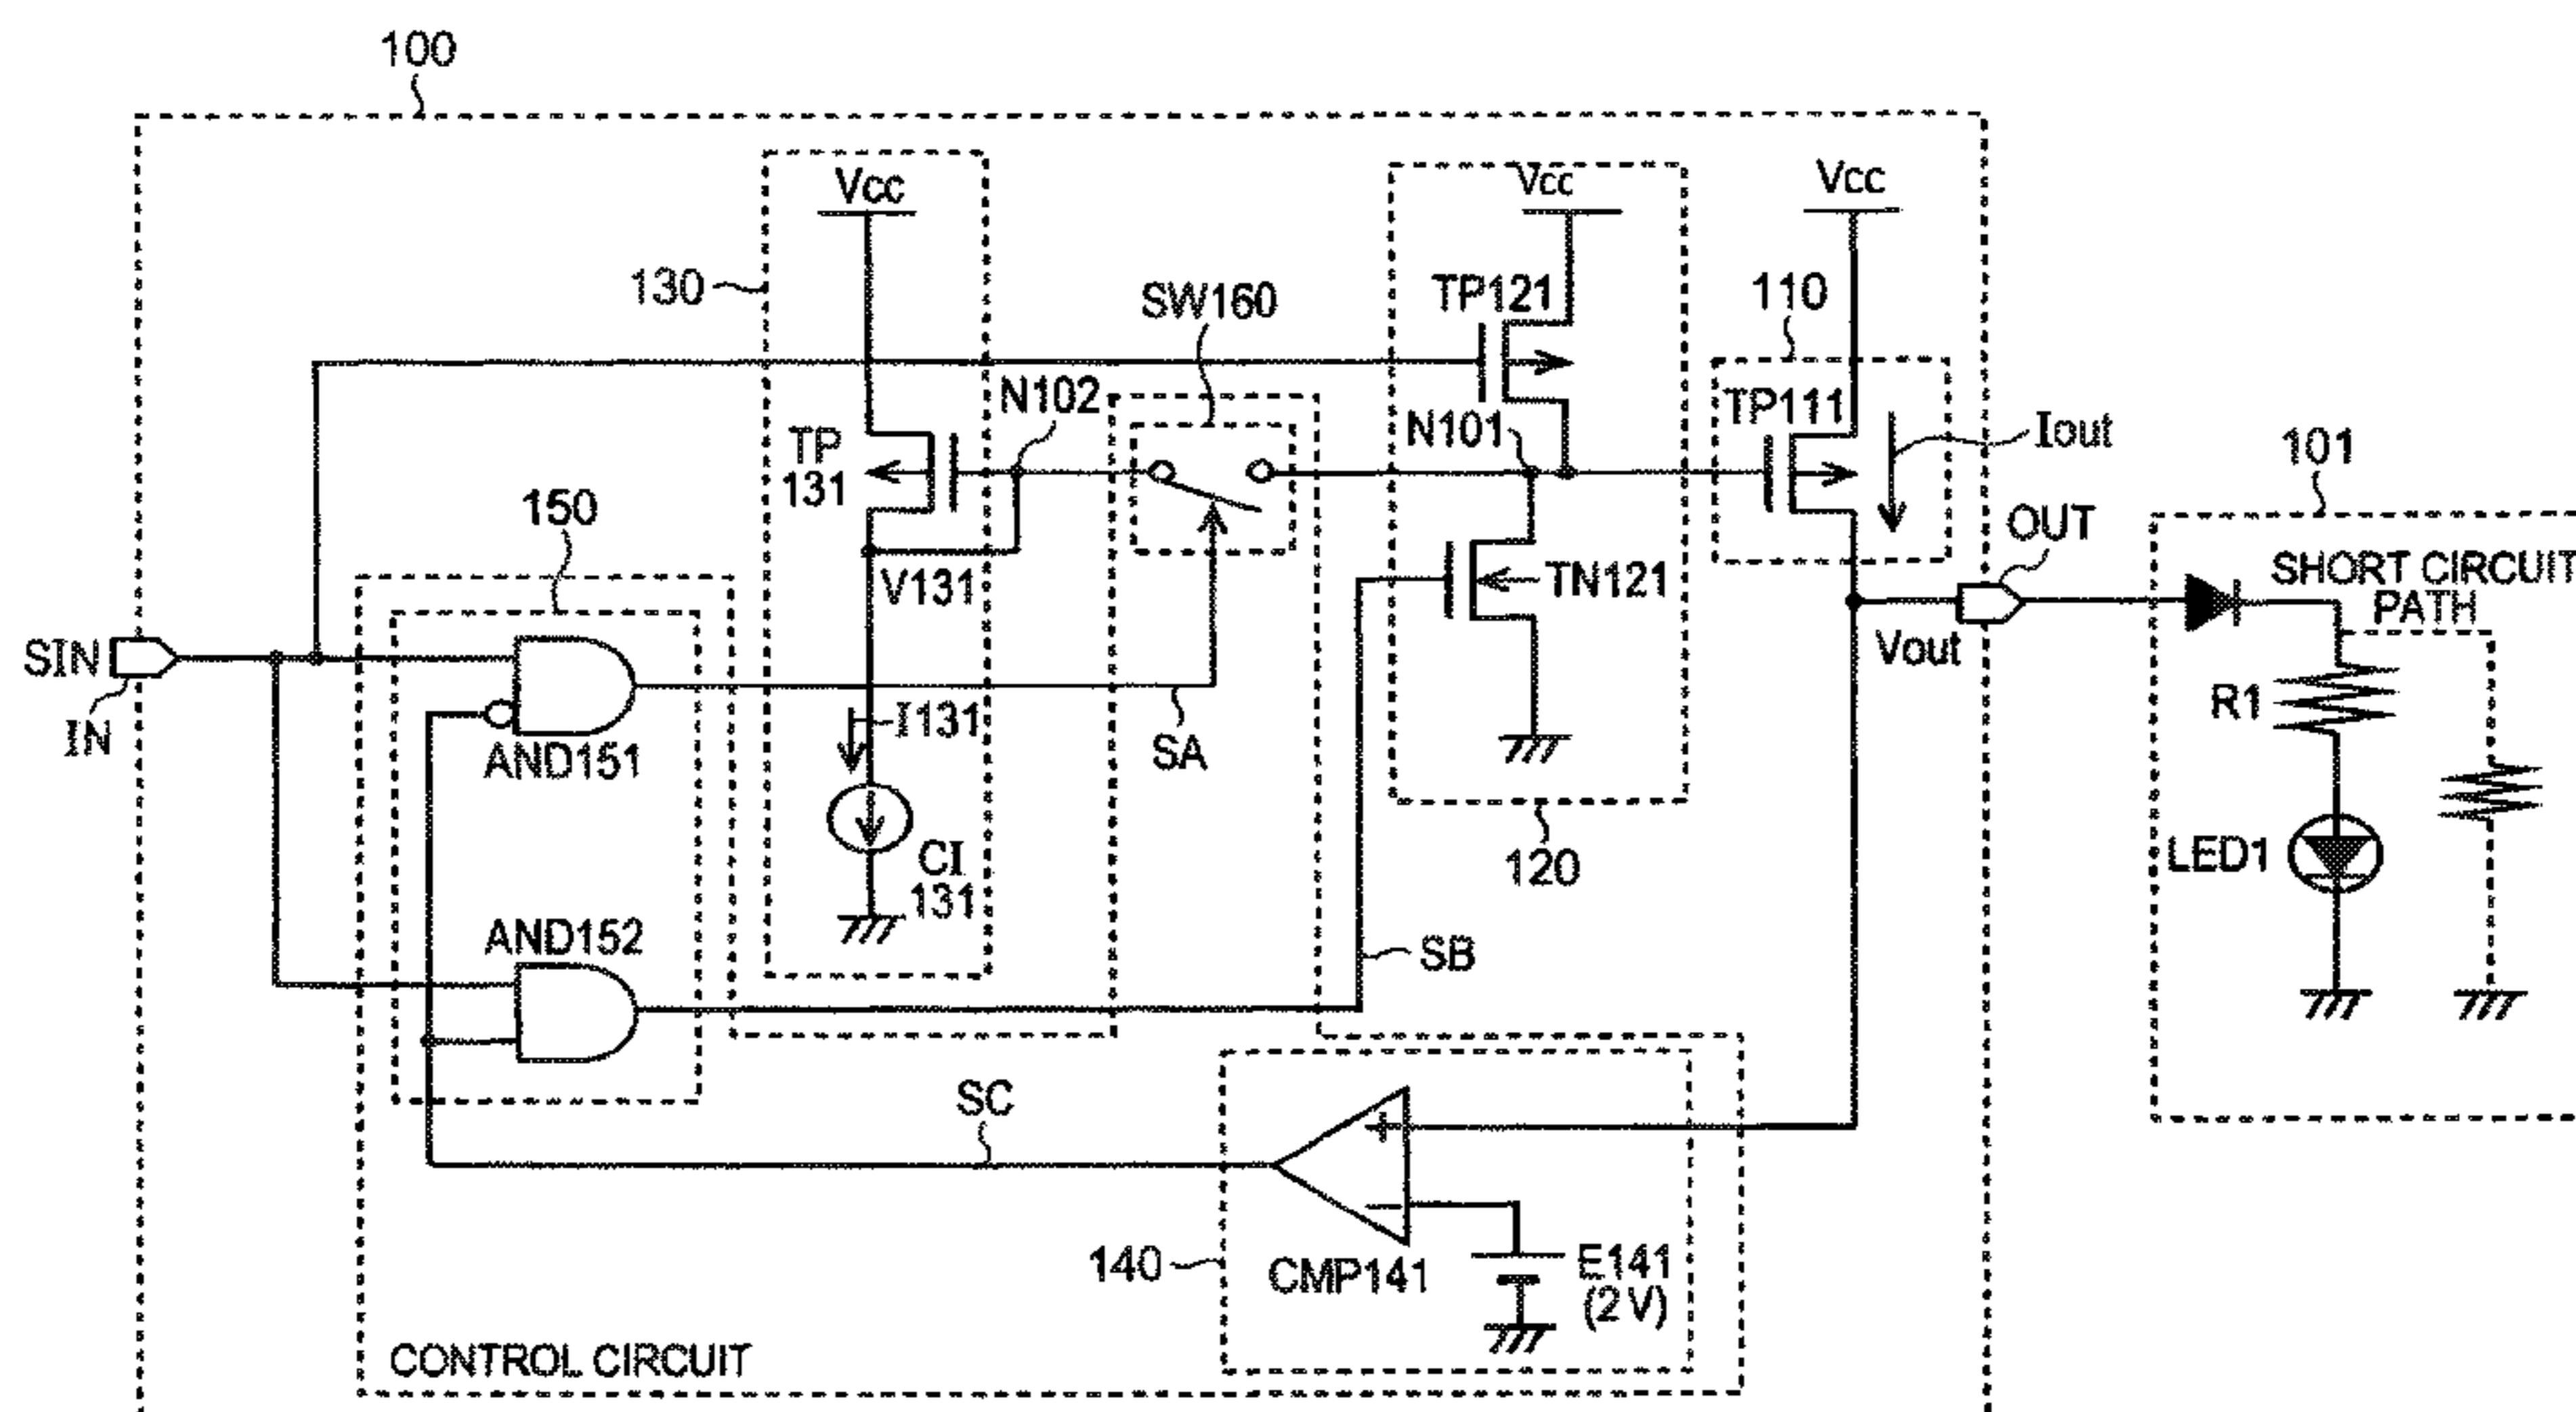 100
Vcc
Vcc
Vcc
130
SW160
TP121
110
N102
TP111
TP
131
N101
Iout
101
150
OUT
V131
TN121
SHORT CIRCUIT
PATH
SIN
Vout
IN
I131
R1
AND151
SA
CI
131
LED1
120
AND152
SB
SC
+
−
140
CMP141
E141
(2 V)
CONTROL CIRCUIT